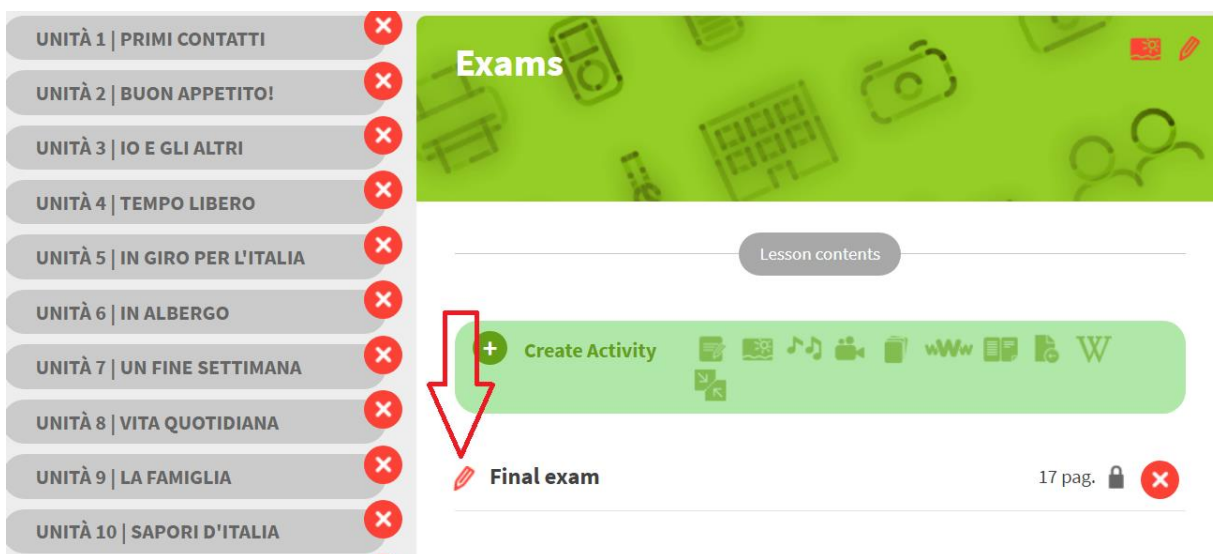 UNITÀ 1 | PRIMI CONTATTI
UNITÀ 2 | BUON APPETITO!
UNITÀ 3 | IO E GLI ALTRI
UNITÀ 4 | TEMPO LIBERO
UNITÀ 5 | IN GIRO PER L'ITALIA
UNITÀ 6 | IN ALBERGO
UNITÀ 7 | UN FINE SETTIMANA
UNITÀ 8 | VITA QUOTIDIANA
UNITÀ 9 | LA FAMIGLIA
UNITÀ 10 | SAPORI D'ITALIA
Exams
Lesson contents
Create Activity wWw W
Final exam 17 pag.